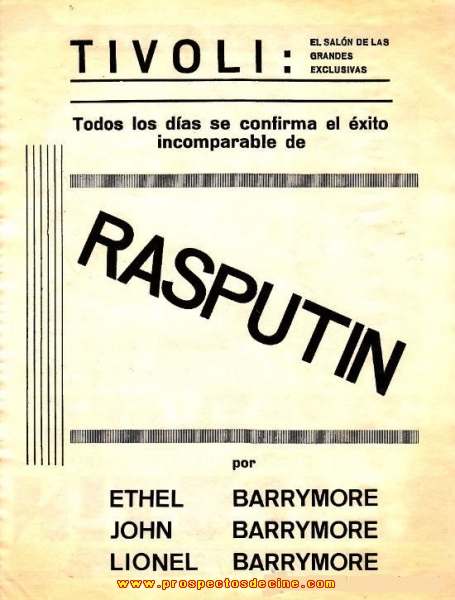 TIVOLI:
EL SALÓN DE LAS
GRANDES
EXCLUSIVAS
Todos los días se confirma el éxito
incomparable de
RASPUTIN
por
ETHEL BARRYMORE
JOHN BARRYMORE
LIONEL BARRYMORE
www.prospectosdecine.com